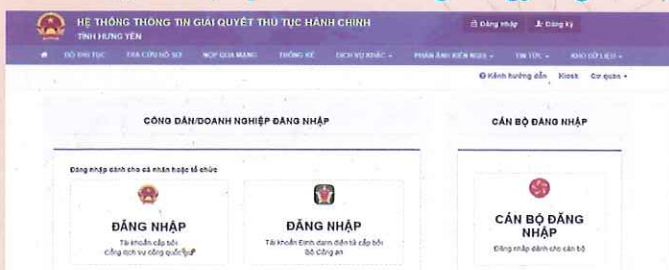 HỆ THỐNG THÔNG TIN GIẢI QUYẾT THỦ TỤC HÀNH CHÍNH
TỈNH HƯNG YÊN
Đăng nhập Đăng ký
BỘ THỦ TỤC TRA CỨU HỒ SƠ NỘP QUA MẠNG THỐNG KÊ DỊCH VỤ KHÁC PHẢN ÁNH KIẾN NGHỊ TIN TỨC KHO DỮ LIỆU
Kênh hướng dẫn Kiosk Cơ quan
CÔNG DÂN/DOANH NGHIỆP ĐĂNG NHẬP
CÁN BỘ ĐĂNG NHẬP
Đăng nhập dành cho cá nhân hoặc tổ chức
ĐĂNG NHẬP
Tài khoản cấp bởi
Cổng dịch vụ công quốc gia
ĐĂNG NHẬP
Tài khoản Định danh điện tử cấp bởi
Bộ Công an
CÁN BỘ ĐĂNG
NHẬP
Đăng nhập dành cho cán bộ